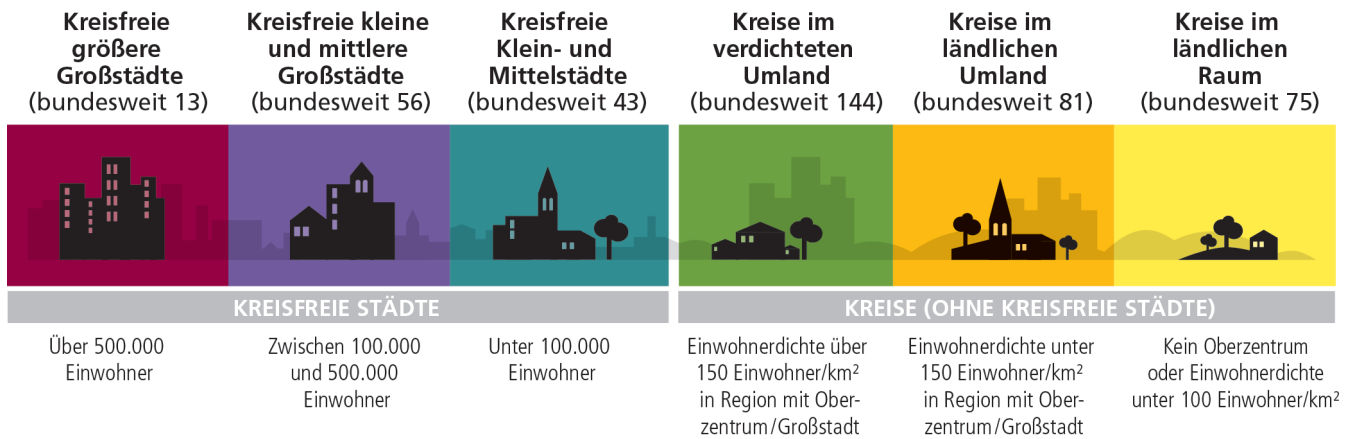 Kreisfreie
größere
Großstädte
(bundesweit 13)
Kreisfreie kleine
und mittlere
Großstädte
(bundesweit 56)
Kreisfreie
Klein- und
Mittelstädte
(bundesweit 43)
Kreise im
verdichteten
Umland
(bundesweit 144)
Kreise im
ländlichen
Umland
(bundesweit 81)
Kreise im
ländlichen
Raum
(bundesweit 75)
KREISFREIE STÄDTE
KREISE (OHNE KREISFREIE STÄDTE)
Über 500.000
Einwohner
Zwischen 100.000
und 500.000
Einwohner
Unter 100.000
Einwohner
Einwohnerdichte über
150 Einwohner/km²
in Region mit Ober-
zentrum/Großstadt
Einwohnerdichte unter
150 Einwohner/km²
in Region mit Ober-
zentrum/Großstadt
Kein Oberzentrum
oder Einwohnerdichte
unter 100 Einwohner/km²